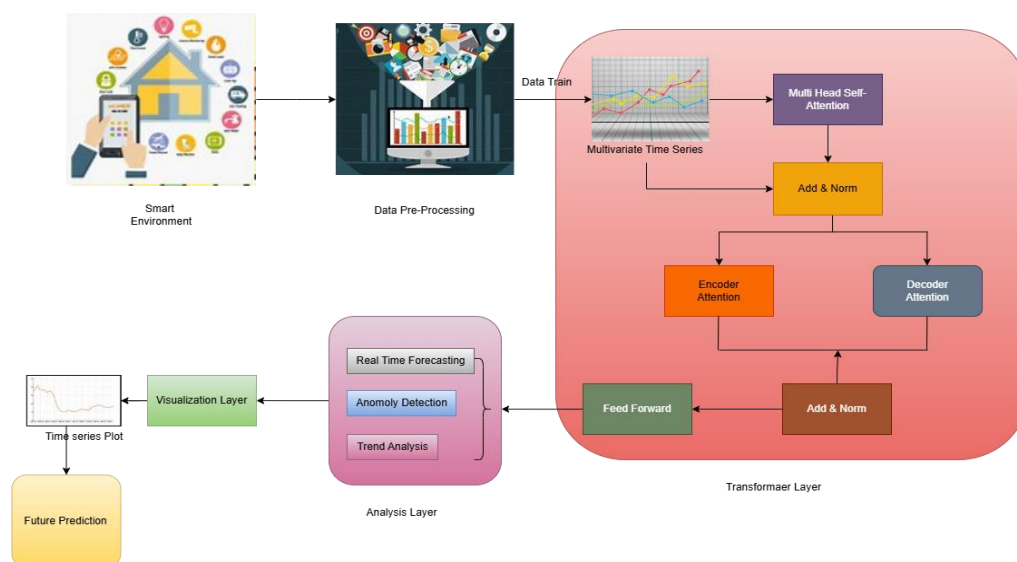 Data Train
Multi Head Self-
Attention
Multivariate Time Series
Add & Norm
Smart
Environment
Data Pre-Processing
Encoder
Attention
Decoder
Attention
Real Time Forecasting
Anomoly Detection
Trend Analysis
Visualization Layer
Time series Plot
Feed Forward
Add & Norm
Transformaer Layer
Analysis Layer
Future Prediction